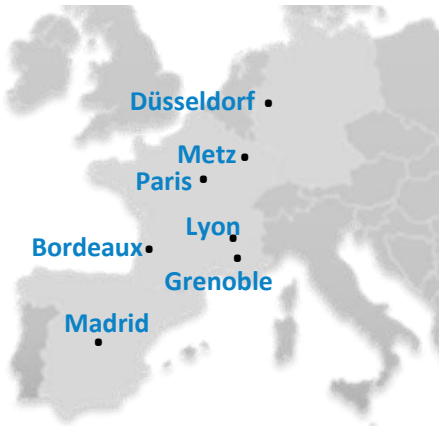 Düsseldorf
Metz
Paris
Lyon
Bordeaux
Grenoble
Madrid